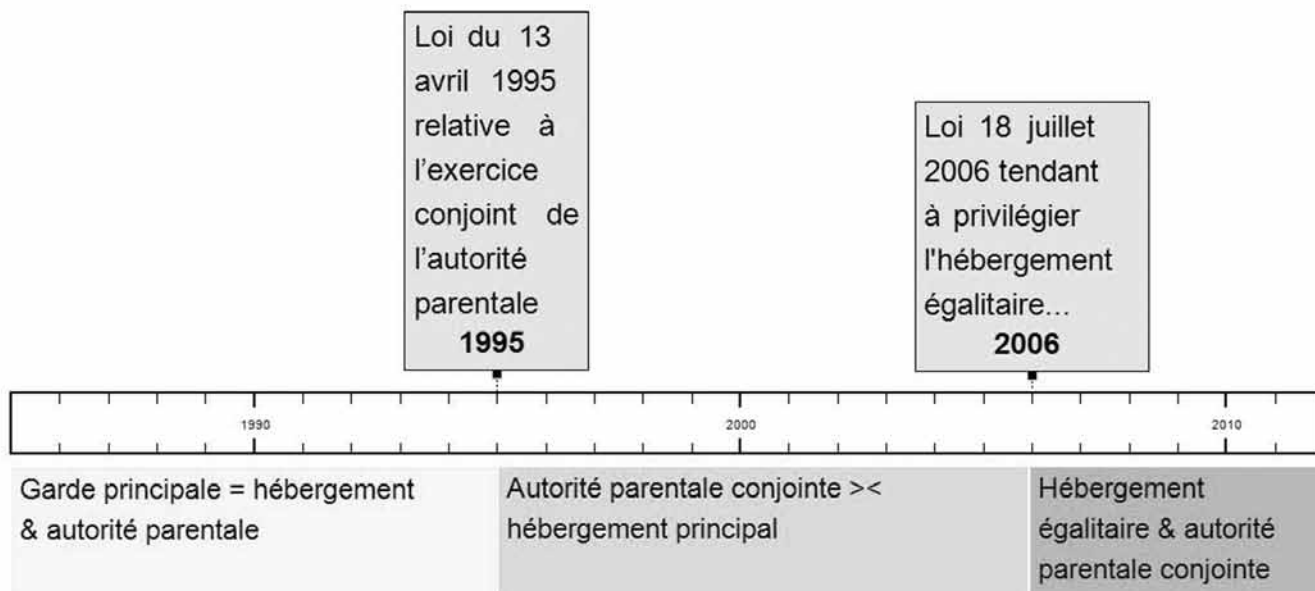 Loi du 13
avril 1995
relative à
l’exercice
conjoint de
l’autorité
parentale
1995
Loi 18 juillet
2006 tendant
à privilégier
l'hébergement
égalitaire...
2006
1990
2000
2010
Garde principale = hébergement
& autorité parentale
Autorité parentale conjointe ><
hébergement principal
Hébergement
égalitaire & autorité
parentale conjointe